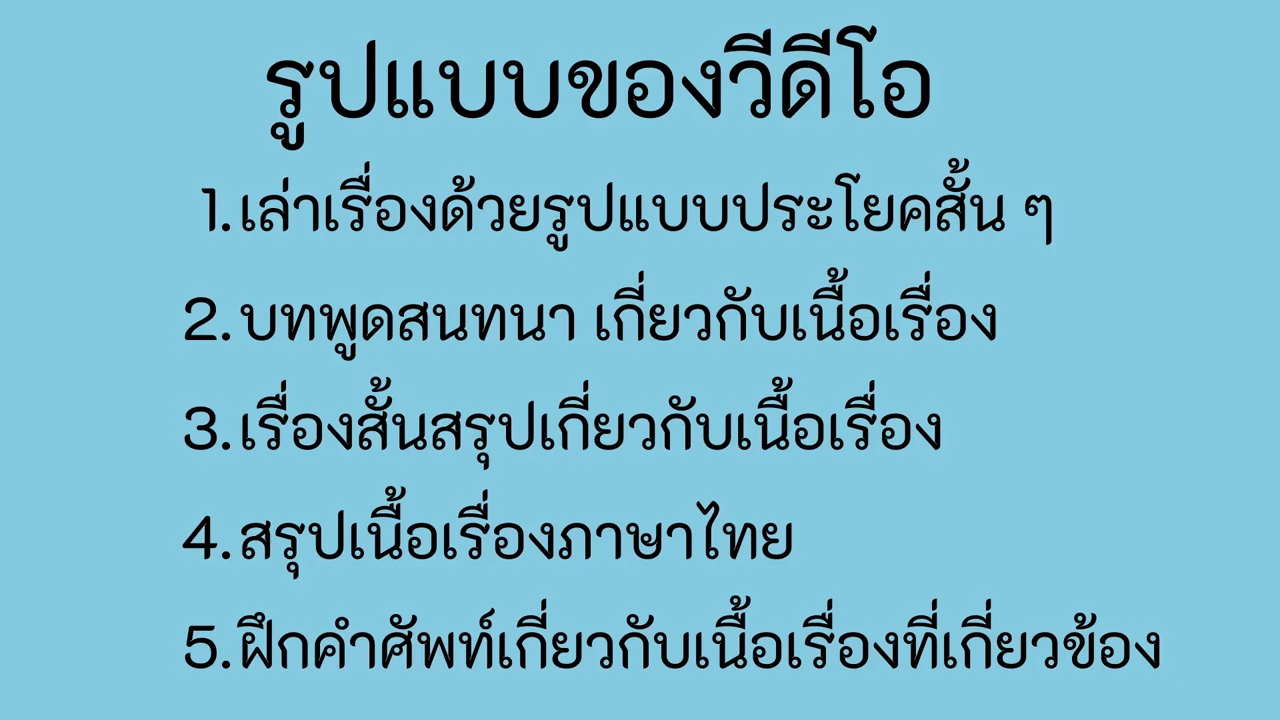 รูปแบบของวีดีโอ
1. เล่าเรื่องด้วยรูปแบบประโยคสั้น ๆ
2. บทพูดสนทนา เกี่ยวกับเนื้อเรื่อง
3. เรื่องสั้นสรุปเกี่ยวกับเนื้อเรื่อง
4. สรุปเนื้อเรื่องภาษาไทย
5. ฝึกคำศัพท์เกี่ยวกับเนื้อเรื่องที่เกี่ยวข้อง